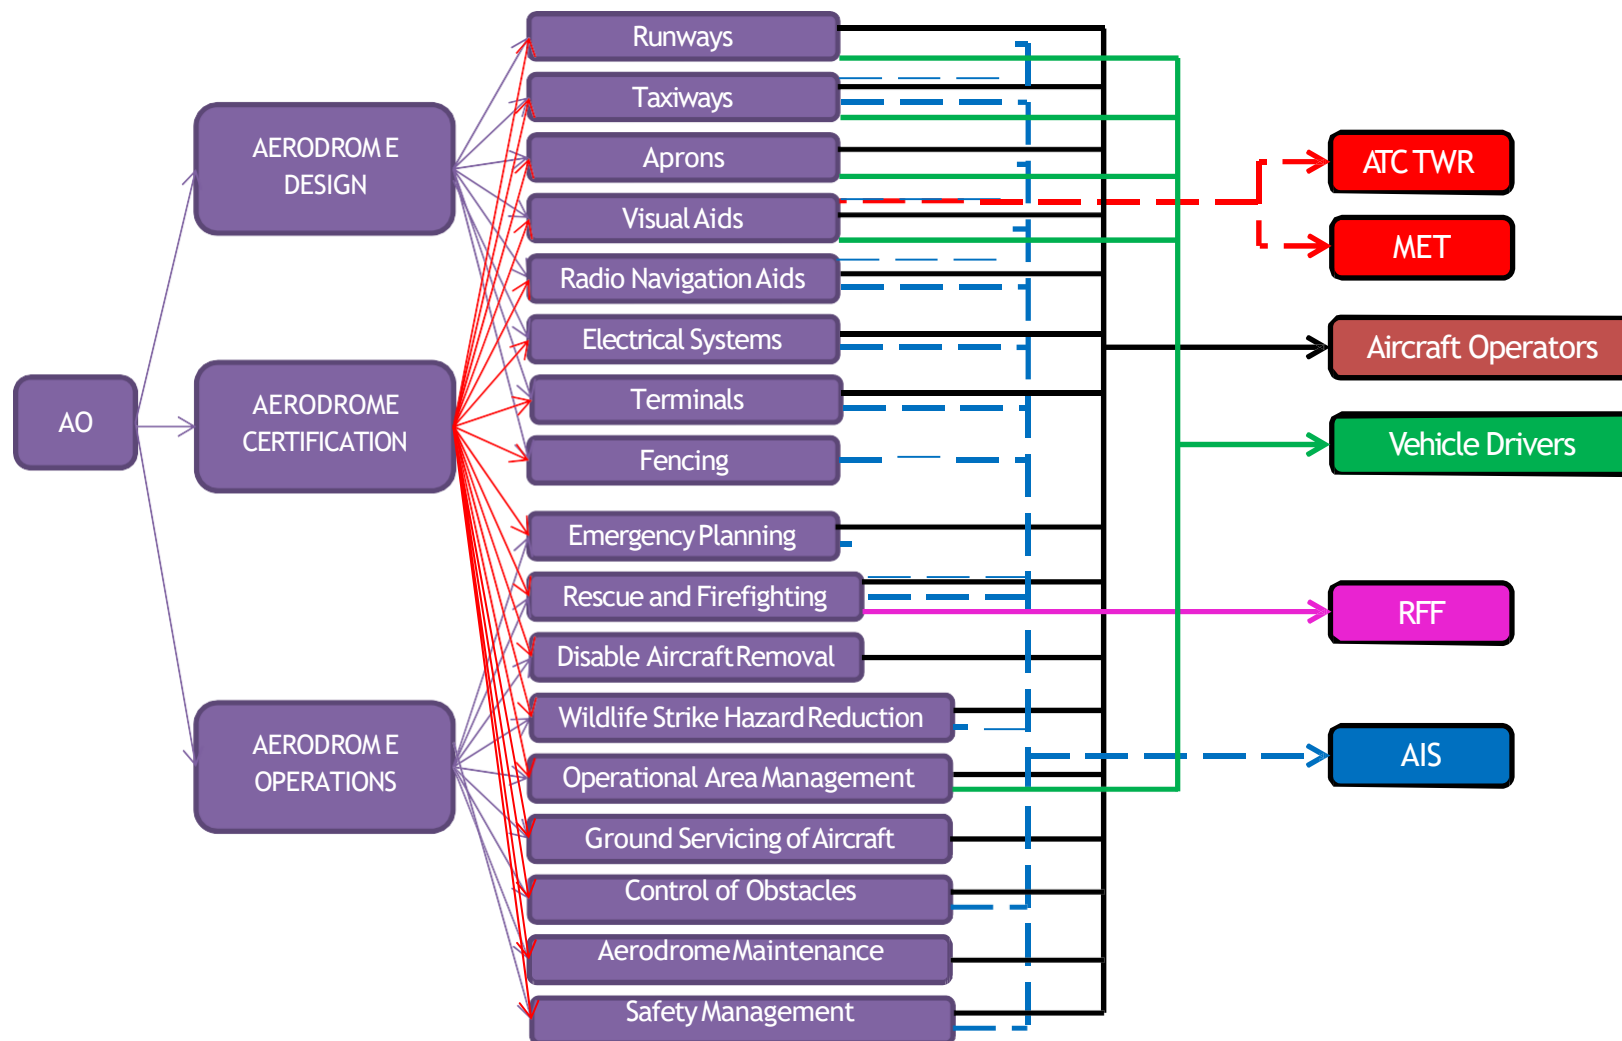 AO
AERODROME
DESIGN
AERODROME
CERTIFICATION
AERODROME
OPERATIONS
Runways
Taxiways
Aprons
Visual Aids
Radio Navigation Aids
Electrical Systems
Terminals
Fencing
Emergency Planning
Rescue and Firefighting
Disable Aircraft Removal
Wildlife Strike Hazard Reduction
Operational Area Management
Ground Servicing of Aircraft
Control of Obstacles
Aerodrome Maintenance
Safety Management
ATC TWR
MET
Aircraft Operators
Vehicle Drivers
RFF
AIS